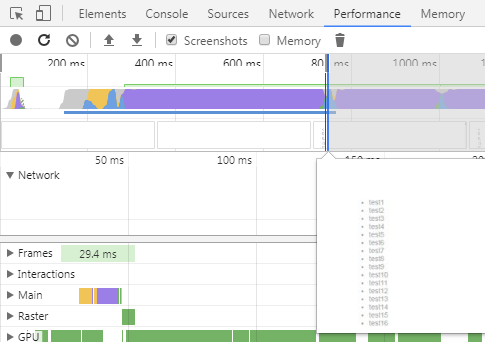 Elements Console Sources Network Performance Memory
Screenshots Memory
200 ms 400 ms 600 ms 80 ms 1000 ms
50 ms 100 ms 150 ms 20
Network
test1
test2
test3
test4
test5
test6
test7
test8
test9
test10
test11
test12
test13
test14
test15
test16
Frames 29.4 ms
Interactions
Main
Raster
GPU